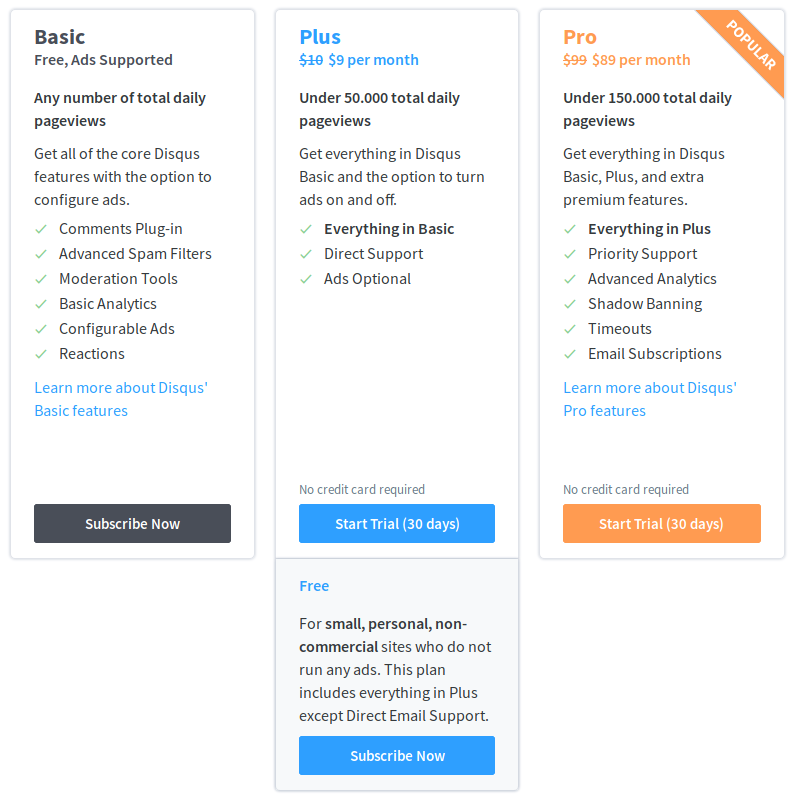 Basic
Free, Ads Supported
Any number of total daily
pageviews
Get all of the core Disqus
features with the option to
configure ads.
Comments Plug-in
Advanced Spam Filters
Moderation Tools
Basic Analytics
Configurable Ads
Reactions
Learn more about Disqus'
Basic features
Subscribe Now
Plus
$10 $9 per month
Under 50.000 total daily
pageviews
Get everything in Disqus
Basic and the option to turn
ads on and off.
Everything in Basic
Direct Support
Ads Optional
No credit card required
Start Trial (30 days)
Free
For small, personal, non-
commercial sites who do not
run any ads. This plan
includes everything in Plus
except Direct Email Support.
Subscribe Now
Pro
$99 $89 per month
POPULAR
Under 150.000 total daily
pageviews
Get everything in Disqus
Basic, Plus, and extra
premium features.
Everything in Plus
Priority Support
Advanced Analytics
Shadow Banning
Timeouts
Email Subscriptions
Learn more about Disqus'
Pro features
No credit card required
Start Trial (30 days)